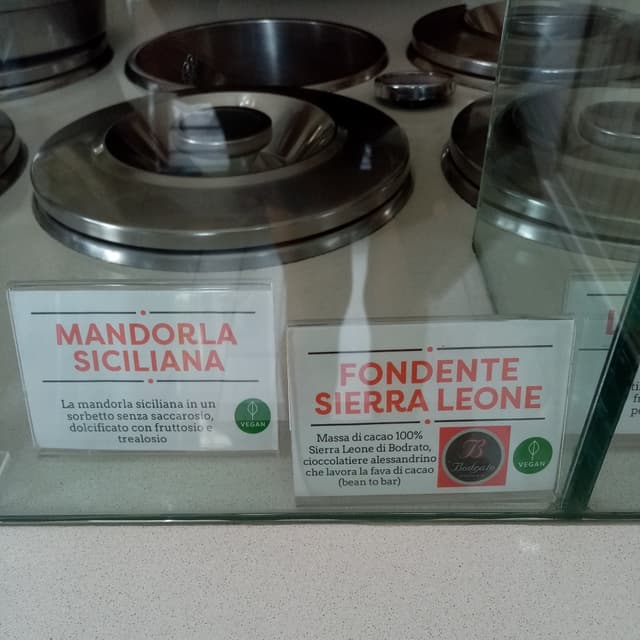 MANDORLA
SICILIANA
La mandorla siciliana in un
sorbetto senza saccarosio,
dolcificato con fruttosio e
trealosio
VEGAN
FONDENTE
SIERRA LEONE
Massa di cacao 100%
Sierra Leone di Bodrato,
cioccolatiere alessandrino
che lavora la fava di cacao
(bean to bar)
B
Bodrato
VEGAN
L